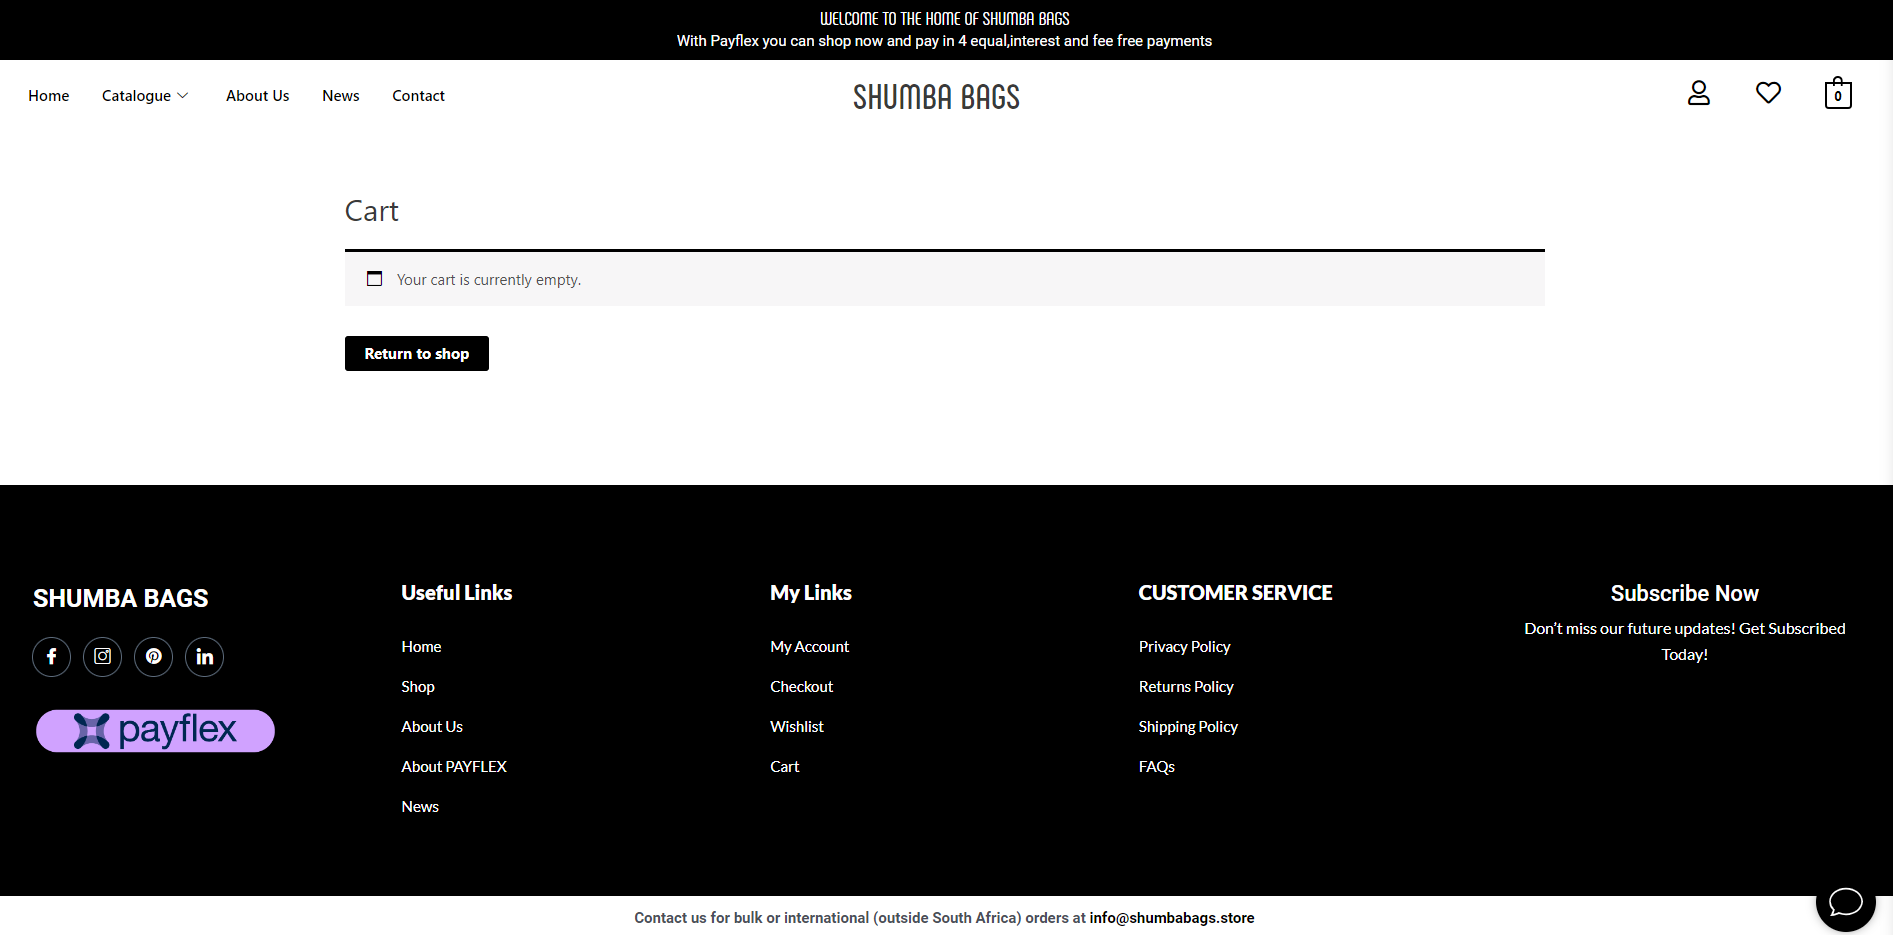 WELCOME TO THE HOME OF SHUMBA BAGS
With Payflex you can shop now and pay in 4 equal,interest and fee free payments
Home
Catalogue
About Us
News
Contact
SHUMBA BAGS
0
Cart
Your cart is currently empty.
Return to shop
SHUMBA BAGS
payflex
Useful Links
Home
Shop
About Us
About PAYFLEX
News
My Links
My Account
Checkout
Wishlist
Cart
CUSTOMER SERVICE
Privacy Policy
Returns Policy
Shipping Policy
FAQs
Subscribe Now
Don’t miss our future updates! Get Subscribed
Today!
Contact us for bulk or international (outside South Africa) orders at info@shumbabags.store